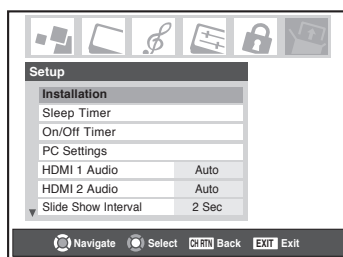 Setup
Installation
Sleep Timer
On/Off Timer
PC Settings
HDMI 1 Audio Auto
HDMI 2 Audio Auto
Slide Show Interval 2 Sec
Navigate Select CH RTN Back EXIT Exit